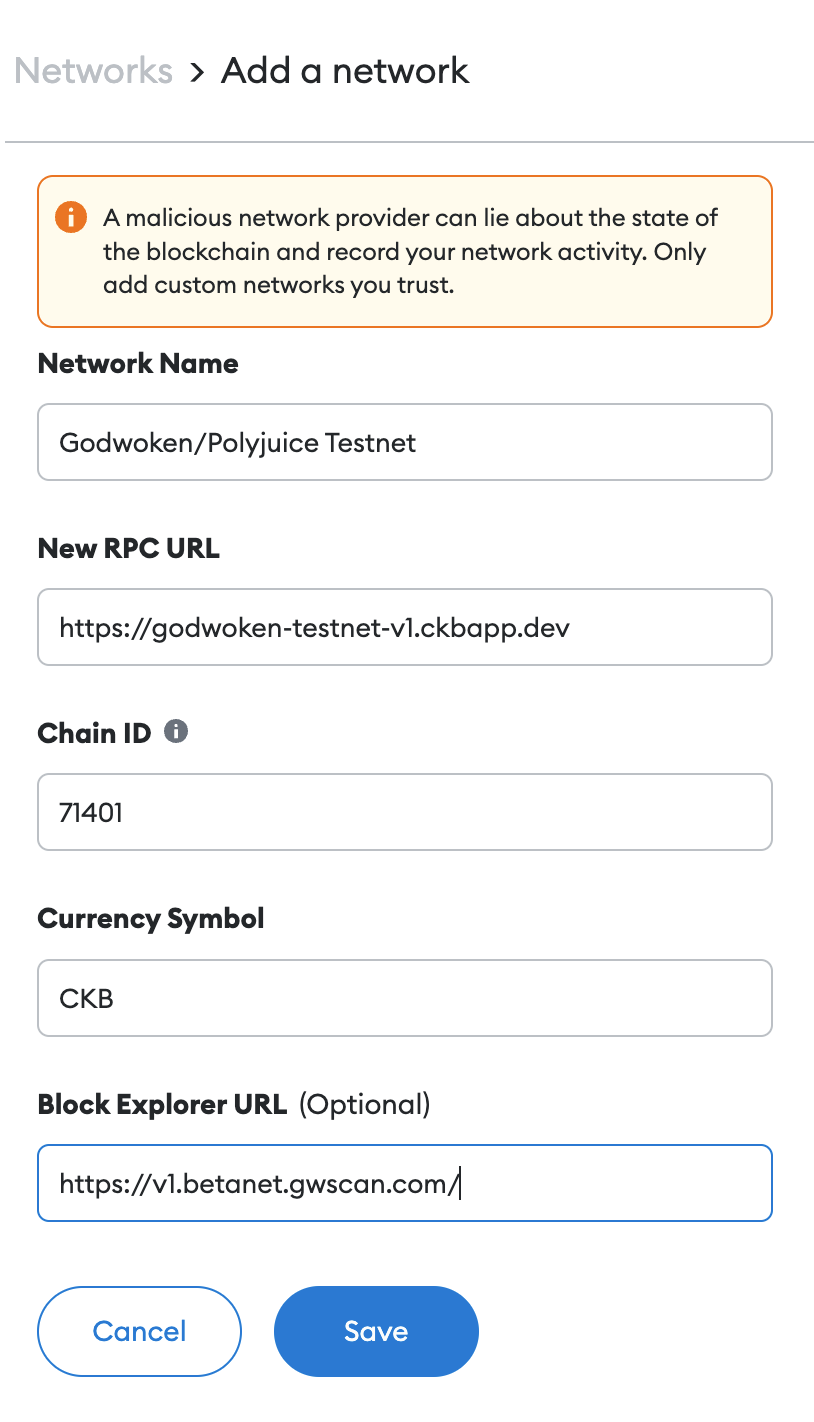 Networks > Add a network
A malicious network provider can lie about the state of
the blockchain and record your network activity. Only
add custom networks you trust.
Network Name
Godwoken/Polyjuice Testnet
New RPC URL
https://godwoken-testnet-v1.ckbapp.dev
Chain ID
71401
Currency Symbol
CKB
Block Explorer URL (Optional)
https://v1.betanet.gwscan.com/
Cancel Save